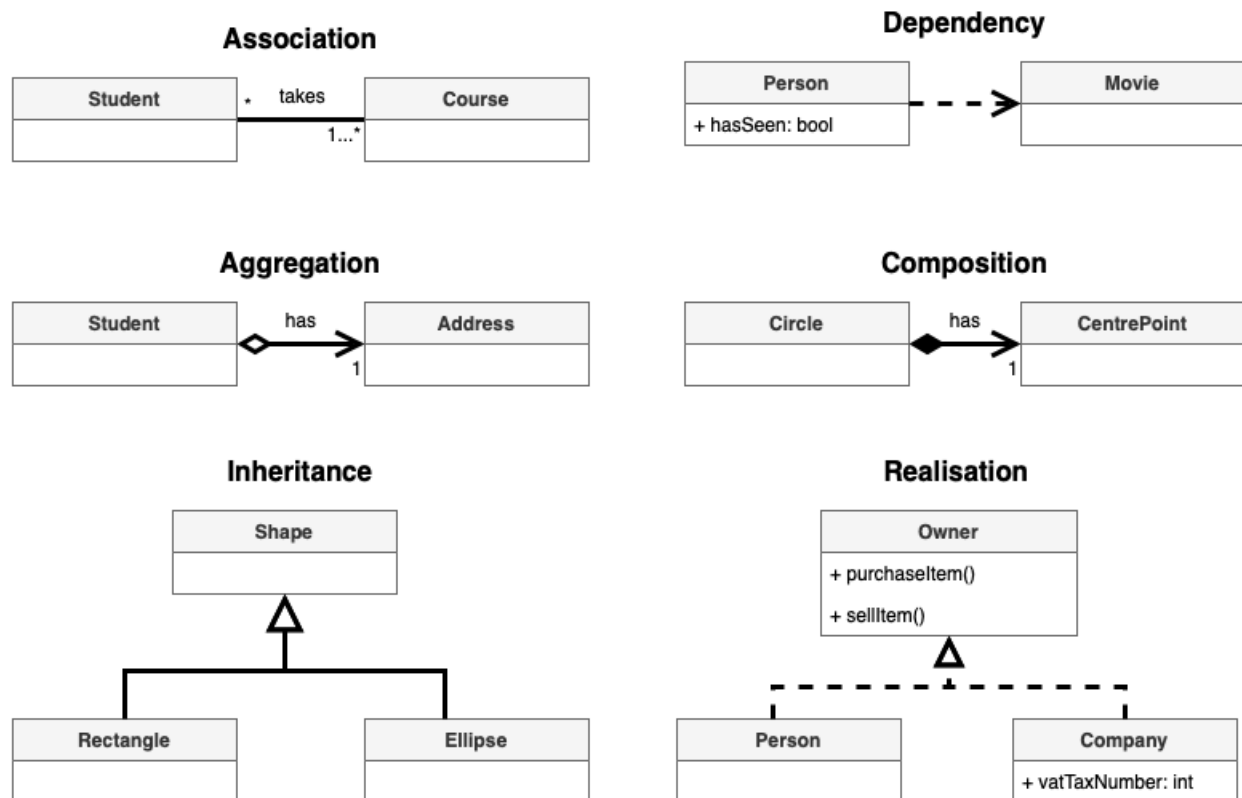 Association
Student
*
takes
1...*
Course
Dependency
Person
+ hasSeen: bool
Movie
Aggregation
Student
has
1
Address
Composition
Circle
has
1
CentrePoint
Inheritance
Shape
Rectangle
Ellipse
Realisation
Owner
+ purchaseItem()
+ sellItem()
Person
Company
+ vatTaxNumber: int